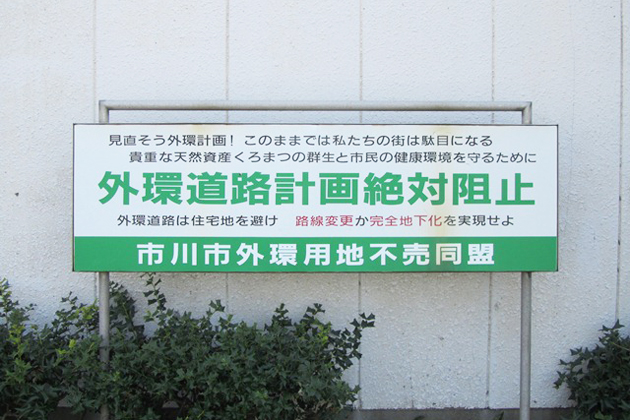 見直そう外環計画！このままでは私たちの街は駄目になる
貴重な天然資産くろまつの群生と市民の健康環境を守るために
外環道路計画絶対阻止
外環道路は住宅地を避け　路線変更か完全地下化を実現せよ
市川市外環用地不売同盟